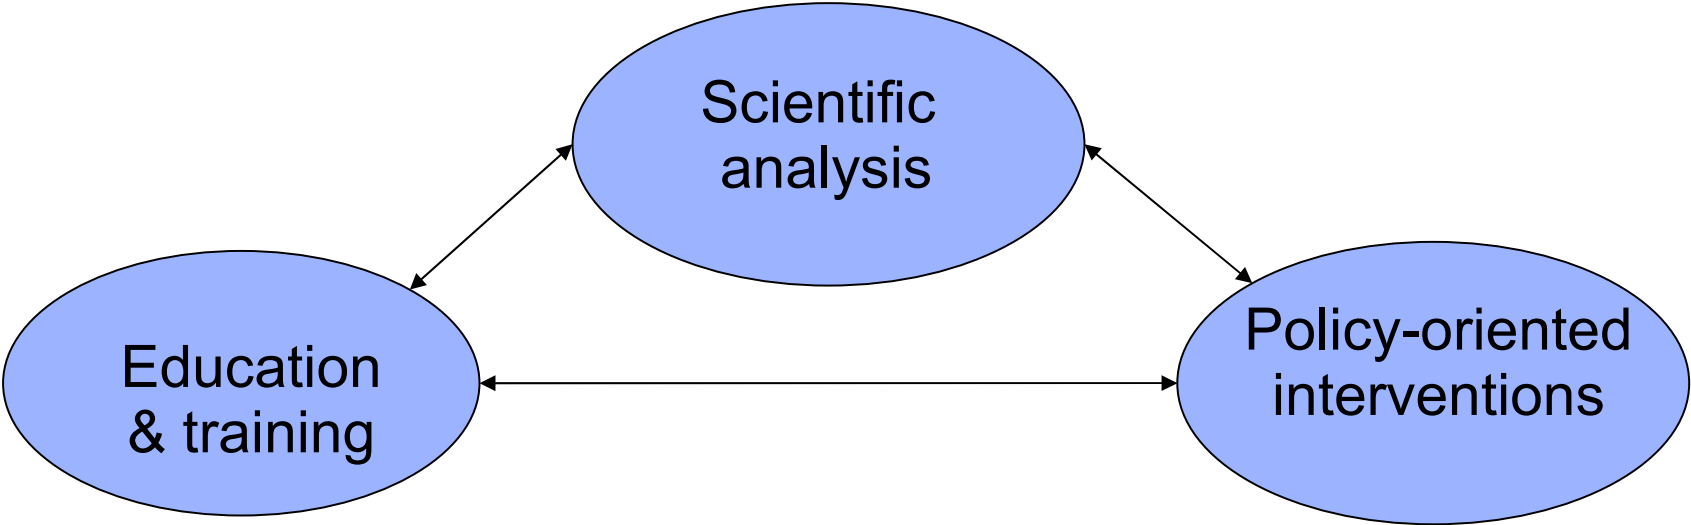 Scientific
analysis
Education
& training
Policy-oriented
interventions